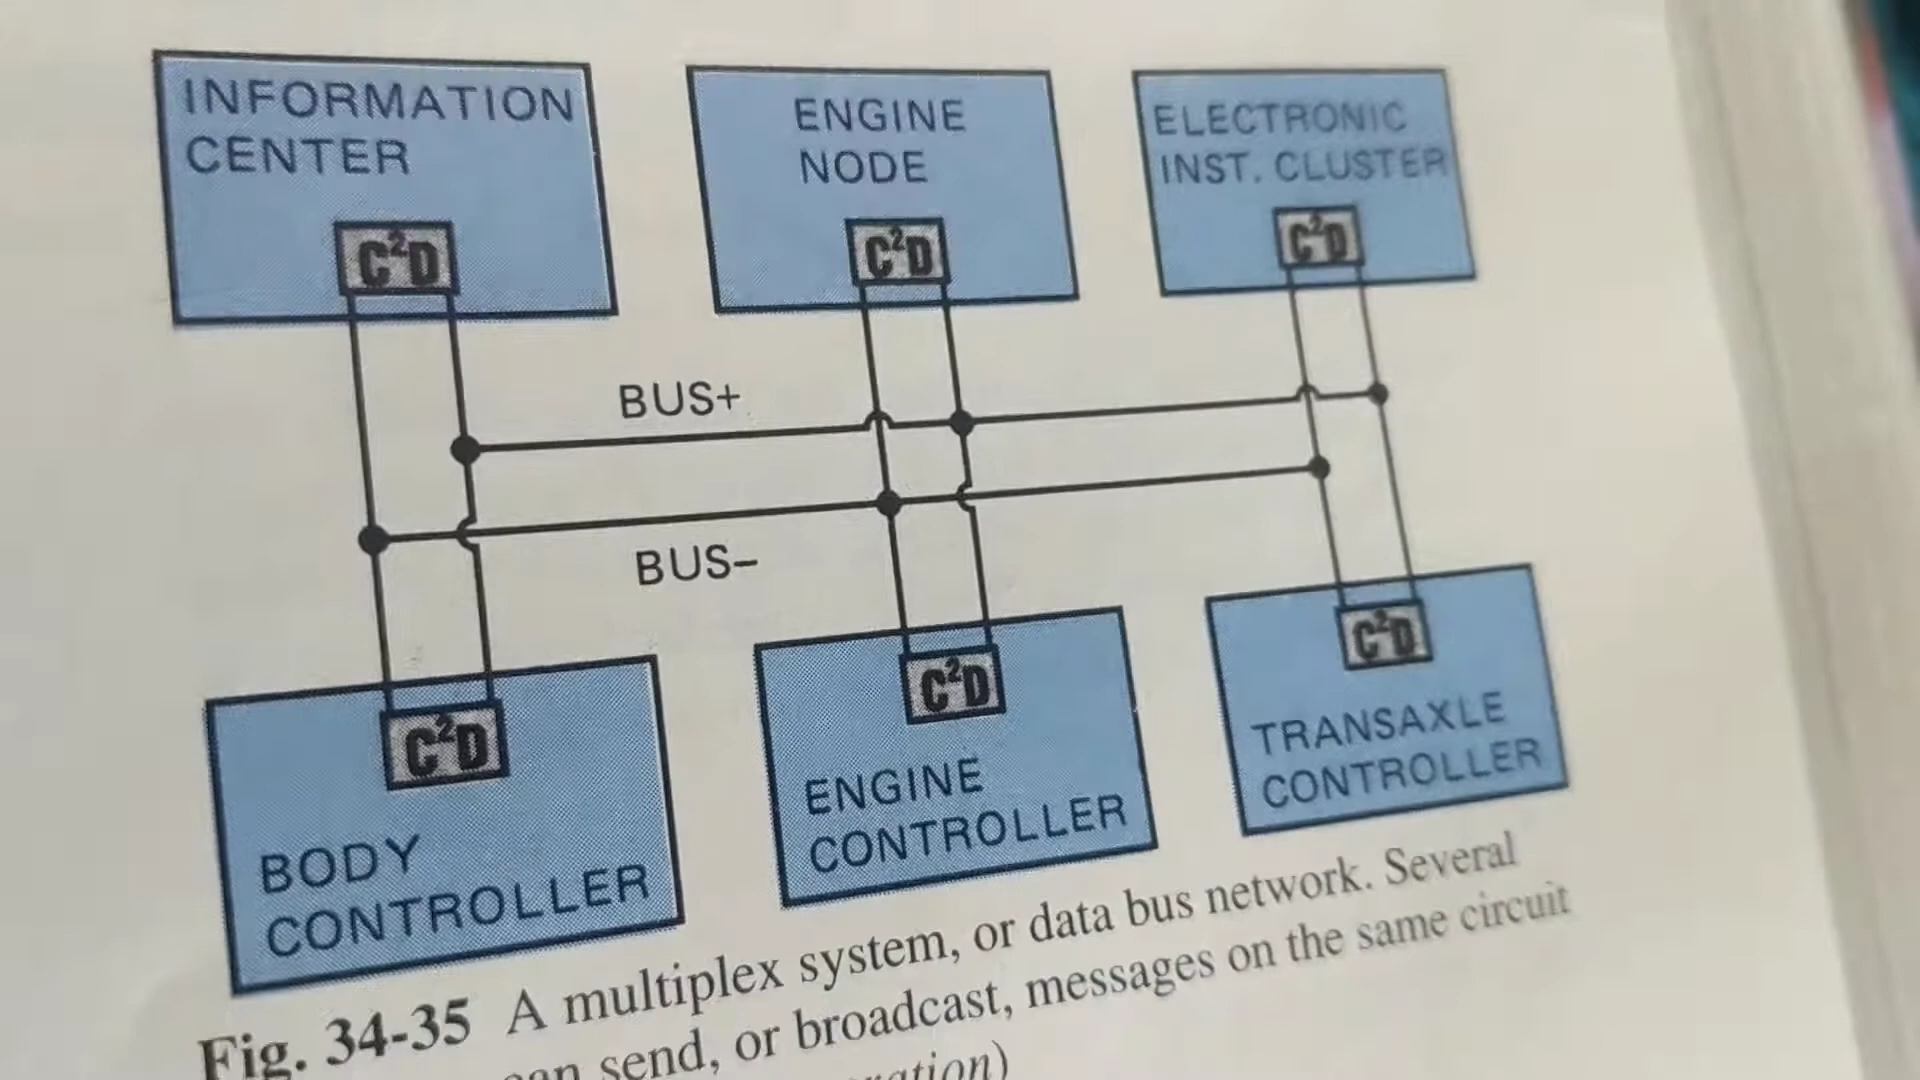 INFORMATION
CENTER
C²D
ENGINE
NODE
C²D
ELECTRONIC
INST. CLUSTER
C²D
BUS+
BUS–
C²D
BODY
CONTROLLER
C²D
ENGINE
CONTROLLER
C²D
TRANSAXLE
CONTROLLER
Fig. 34-35 A multiplex system, or data bus network. Several
can send, or broadcast, messages on the same circuit